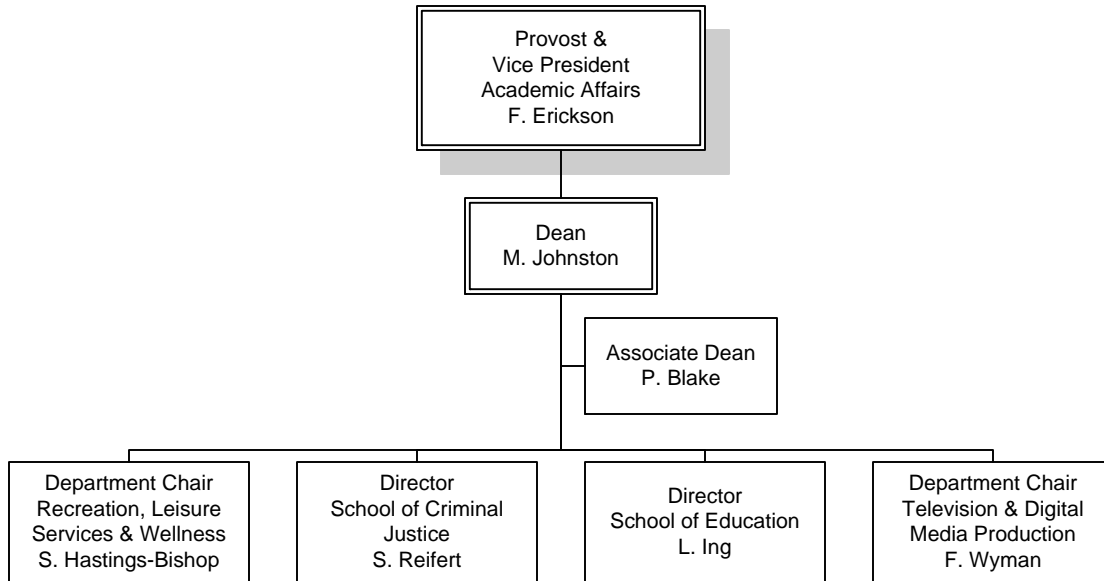 Provost &
Vice President
Academic Affairs
F. Erickson
Dean
M. Johnston
Associate Dean
P. Blake
Department Chair
Recreation, Leisure
Services & Wellness
S. Hastings-Bishop
Director
School of Criminal
Justice
S. Reifert
Director
School of Education
L. Ing
Department Chair
Television & Digital
Media Production
F. Wyman